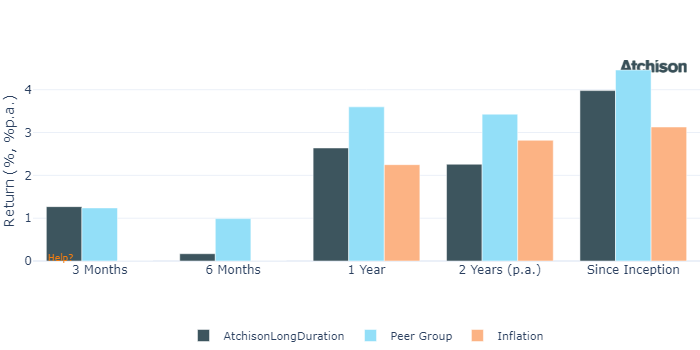 Atchison
Return (%, %p.a.)
4
3
2
1
0
Help?
3 Months
6 Months
1 Year
2 Years (p.a.)
Since Inception
AtchisonLongDuration
Peer Group
Inflation